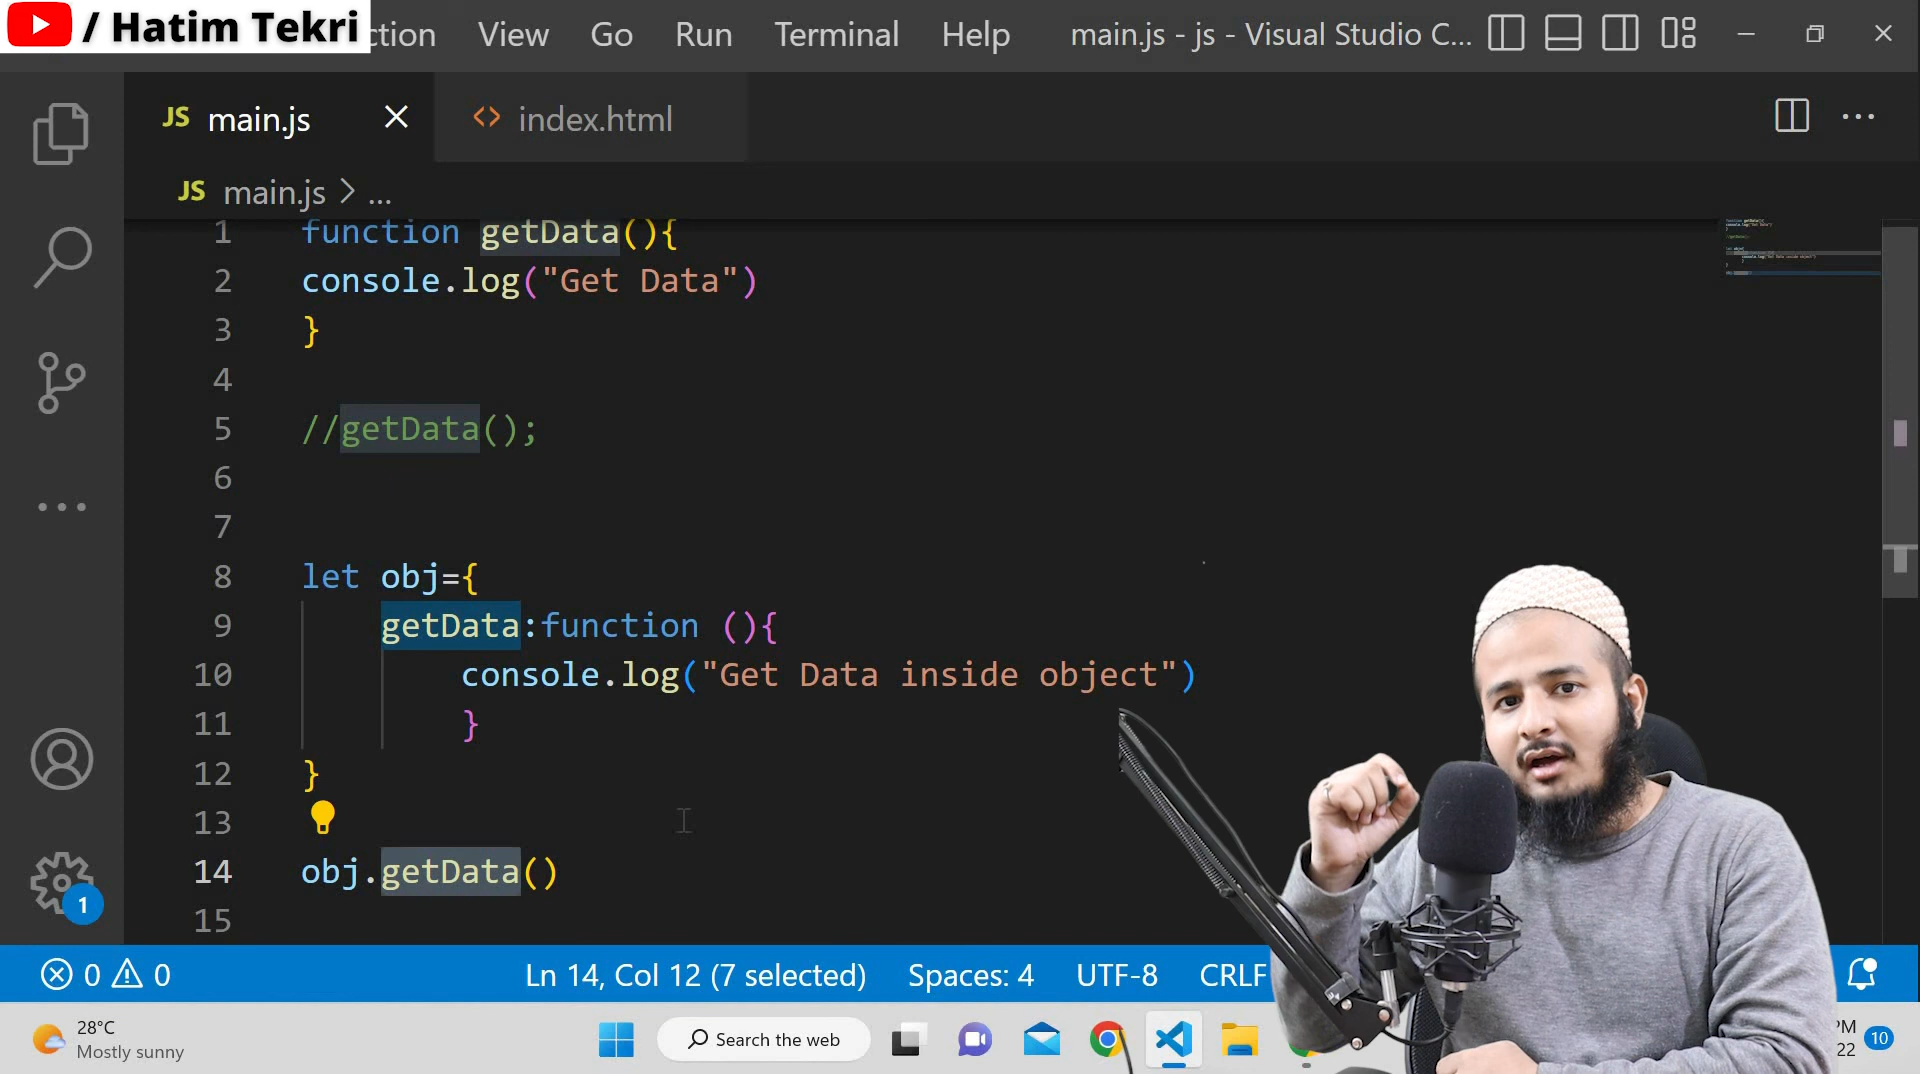 / Hatim Tekri
ction View Go Run Terminal Help main.js - js - Visual Studio C...
JS main.js index.html
JS main.js > ...
1 function getData(){
2 console.log("Get Data")
3 }
4
5 //getData();
6
7
8 let obj={
9 getData:function (){
10 console.log("Get Data inside object")
11 }
12 }
13
14 obj.getData()
15
1
0 0 Ln 14, Col 12 (7 selected) Spaces: 4 UTF-8 CRLF
28°C
Mostly sunny
Search the web
PM
22
10